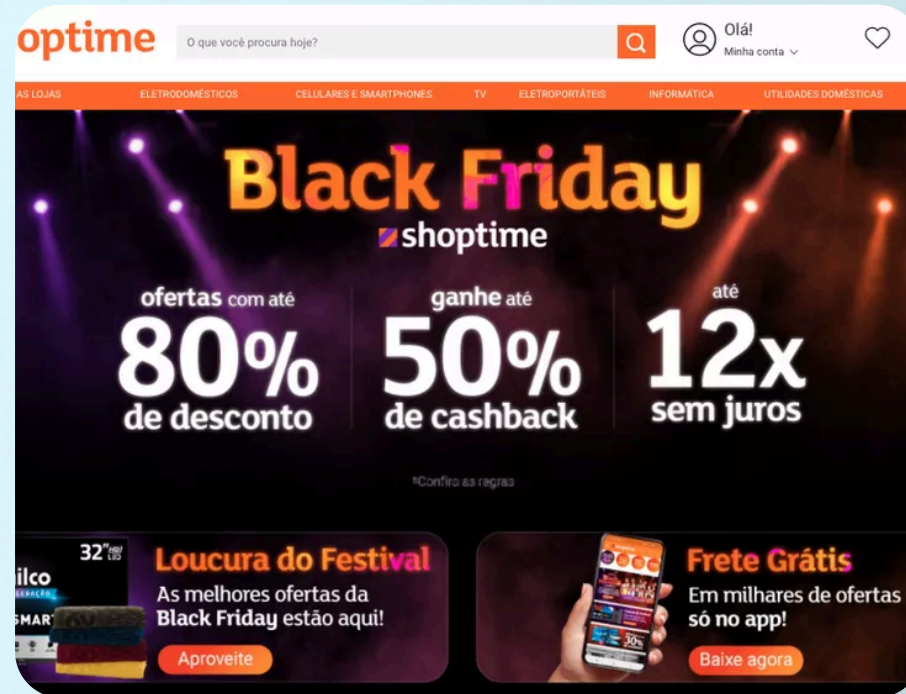 optime
O que você procura hoje?
Olá!
Minha conta
AS LOJAS ELETRODOMÉSTICOS CELULARES E SMARTPHONES TV ELETROPORTÁTEIS INFORMÁTICA UTILIDADES DOMÉSTICAS
Black Friday
shoptime
ofertas com até
80%
de desconto
ganhe até
50%
de cashback
até
12x
sem juros
*Confira as regras
32"
ilco
SMAR
Loucura do Festival
As melhores ofertas da
Black Friday estão aqui!
Aproveite
30%
Frete Grátis
Em milhares de ofertas
só no app!
Baixe agora